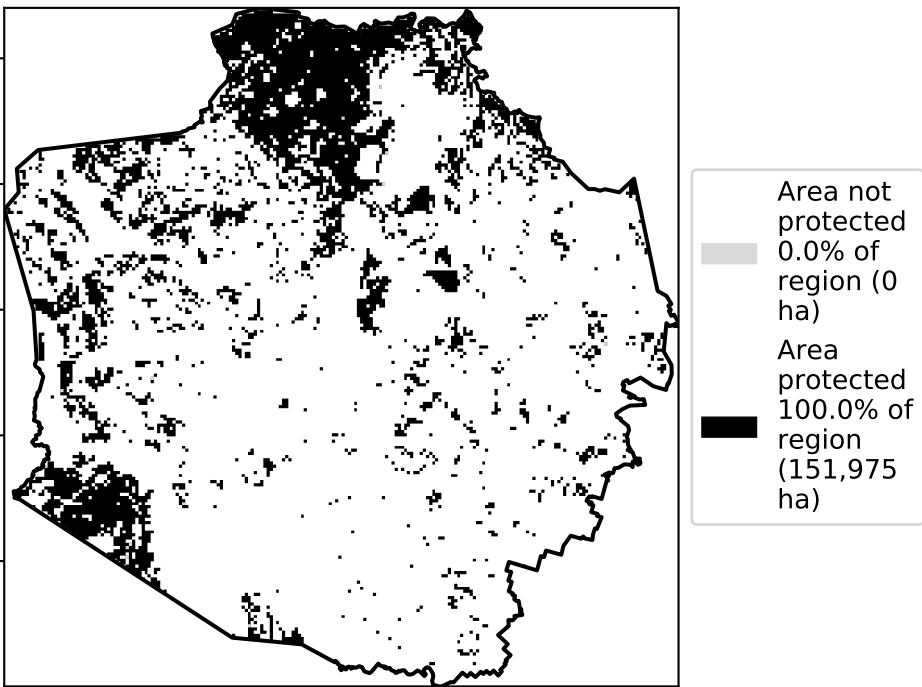 Area not
protected
0.0% of
region (0
ha)
Area
protected
100.0% of
region
(151,975
ha)